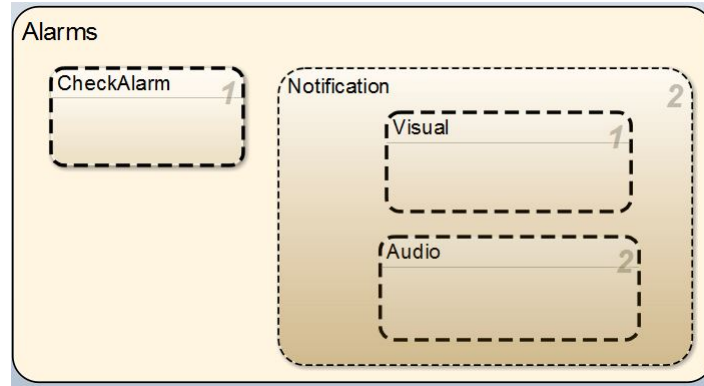 Alarms
CheckAlarm 1
Notification 2
Visual 1
Audio 2